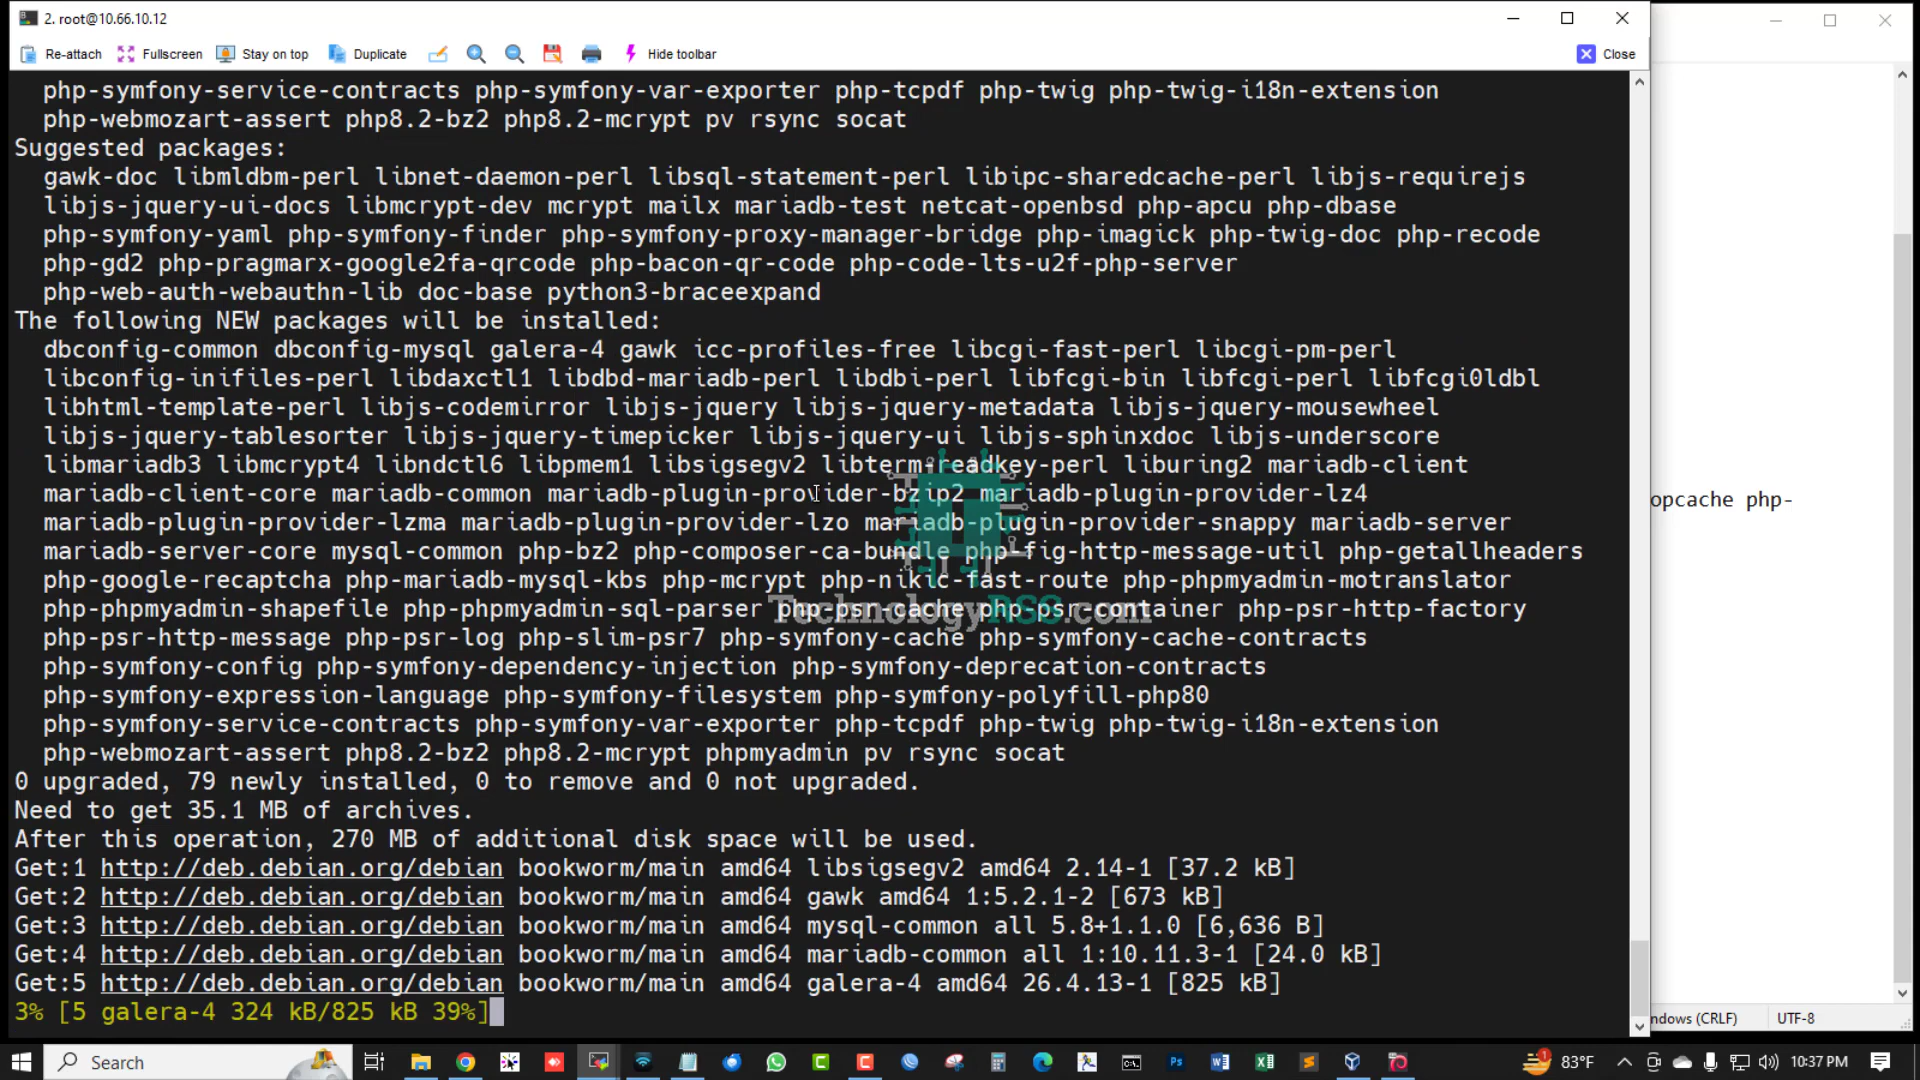 2. root@10.66.10.12
Re-attach Fullscreen Stay on top Duplicate Hide toolbar Close
php-symfony-service-contracts php-symfony-var-exporter php-tcpdf php-twig php-twig-i18n-extension
php-webmozart-assert php8.2-bz2 php8.2-mcrypt pv rsync socat
Suggested packages:
gawk-doc libmldbm-perl libnet-daemon-perl libsql-statement-perl libipc-sharedcache-perl libjs-requirejs
libjs-jquery-ui-docs libmcrypt-dev mcrypt mailx mariadb-test netcat-openbsd php-apcu php-dbase
php-symfony-yaml php-symfony-finder php-symfony-proxy-manager-bridge php-imagick php-twig-doc php-recode
php-gd2 php-pragmarx-google2fa-qrcode php-bacon-qr-code php-code-lts-u2f-php-server
php-web-auth-webauthn-lib doc-base python3-braceexpand
The following NEW packages will be installed:
dbconfig-common dbconfig-mysql galera-4 gawk icc-profiles-free libcgi-fast-perl libcgi-pm-perl
libconfig-inifiles-perl libdaxctl1 libdbd-mariadb-perl libdbi-perl libfcgi-bin libfcgi-perl libfcgi0ldbl
libhtml-template-perl libjs-codemirror libjs-jquery libjs-jquery-metadata libjs-jquery-mousewheel
libjs-jquery-tablesorter libjs-jquery-timepicker libjs-jquery-ui libjs-sphinxdoc libjs-underscore
libmariadb3 libmcrypt4 libndctl6 libpmem1 libsigsegv2 libterm-readkey-perl liburing2 mariadb-client
mariadb-client-core mariadb-common mariadb-plugin-provider-bzip2 mariadb-plugin-provider-lz4
opcache php-
mariadb-plugin-provider-lzma mariadb-plugin-provider-lzo mariadb-plugin-provider-snappy mariadb-server
mariadb-server-core mysql-common php-bz2 php-composer-ca-bundle php-fig-http-message-util php-getallheaders
php-google-recaptcha php-mariadb-mysql-kbs php-mcrypt php-nikic-fast-route php-phpmyadmin-motranslator
php-phpmyadmin-shapefile php-phpmyadmin-sql-parser php-psr-cache php-psr-container php-psr-http-factory
TechnologyRSS.com
php-psr-http-message php-psr-log php-slim-psr7 php-symfony-cache php-symfony-cache-contracts
php-symfony-config php-symfony-dependency-injection php-symfony-deprecation-contracts
php-symfony-expression-language php-symfony-filesystem php-symfony-polyfill-php80
php-symfony-service-contracts php-symfony-var-exporter php-tcpdf php-twig php-twig-i18n-extension
php-webmozart-assert php8.2-bz2 php8.2-mcrypt phpmyadmin pv rsync socat
0 upgraded, 79 newly installed, 0 to remove and 0 not upgraded.
Need to get 35.1 MB of archives.
After this operation, 270 MB of additional disk space will be used.
Get:1 http://deb.debian.org/debian bookworm/main amd64 libsigsegv2 amd64 2.14-1 [37.2 kB]
Get:2 http://deb.debian.org/debian bookworm/main amd64 gawk amd64 1:5.2.1-2 [673 kB]
Get:3 http://deb.debian.org/debian bookworm/main amd64 mysql-common all 5.8+1.1.0 [6,636 B]
Get:4 http://deb.debian.org/debian bookworm/main amd64 mariadb-common all 1:10.11.3-1 [24.0 kB]
Get:5 http://deb.debian.org/debian bookworm/main amd64 galera-4 amd64 26.4.13-1 [825 kB]
3% [5 galera-4 324 kB/825 kB 39%]
ndows (CRLF) UTF-8
Search 83°F 10:37 PM